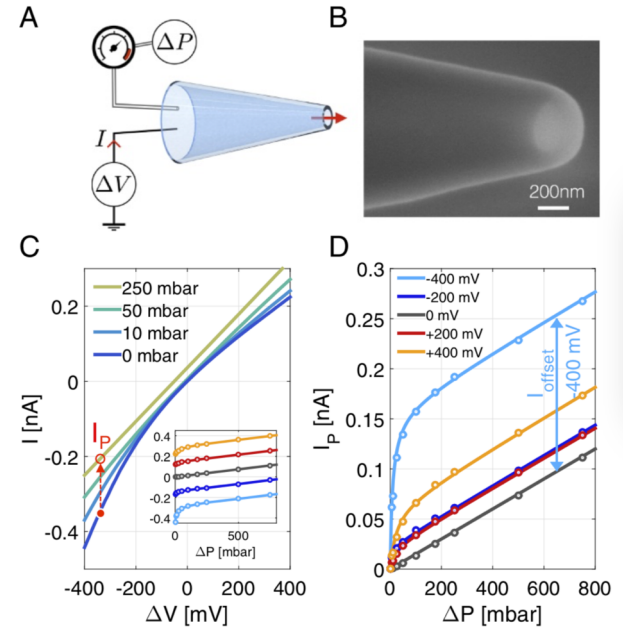 A
ΔP
I
ΔV
B
200nm
C
250 mbar
50 mbar
10 mbar
0 mbar
I_P
I [nA]
0.2
0
-0.2
-0.4
-400 -200 0 200 400
ΔV [mV]
0.4
0.2
0
-0.2
-0.4
0 500
ΔP [mbar]
D
-400 mV
-200 mV
0 mV
+200 mV
+400 mV
I_offset
-400 mV
I_P [nA]
0.3
0.25
0.2
0.15
0.1
0.05
0
0 200 400 600 800
ΔP [mbar]